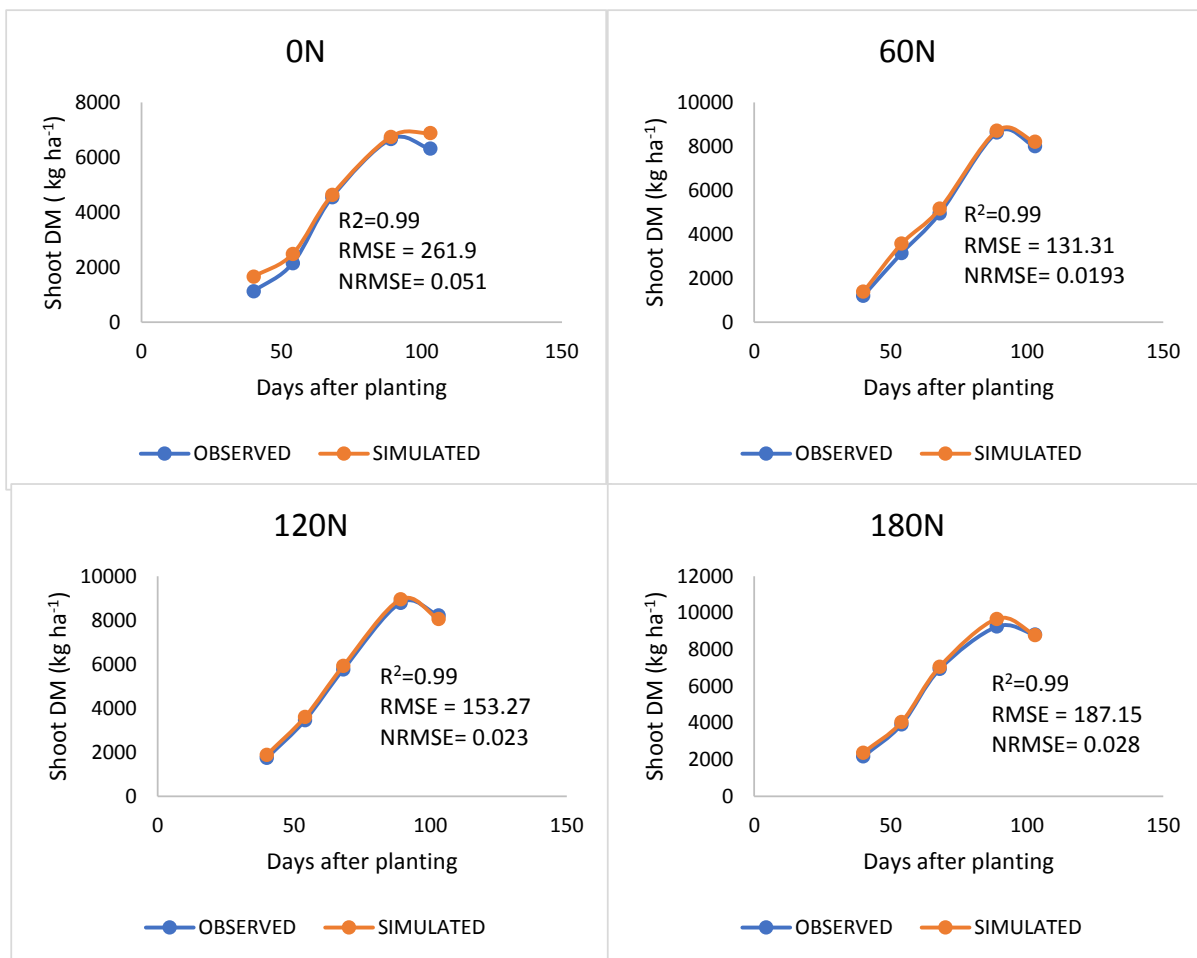 0N
8000
6000
4000
2000
0
Shoot DM ( kg ha⁻¹)
R2=0.99
RMSE = 261.9
NRMSE= 0.051
0 50 100 150
Days after planting
OBSERVED SIMULATED
60N
10000
8000
6000
4000
2000
0
Shoot DM (kg ha⁻¹)
R²=0.99
RMSE = 131.31
NRMSE= 0.0193
0 50 100 150
Days after planting
OBSERVED SIMULATED
120N
10000
8000
6000
4000
2000
0
Shoot DM (kg ha⁻¹)
R²=0.99
RMSE = 153.27
NRMSE= 0.023
0 50 100 150
Days after planting
OBSERVED SIMULATED
180N
12000
10000
8000
6000
4000
2000
0
Shoot DM (kg ha⁻¹)
R²=0.99
RMSE = 187.15
NRMSE= 0.028
0 50 100 150
Days after planting
OBSERVED SIMULATED